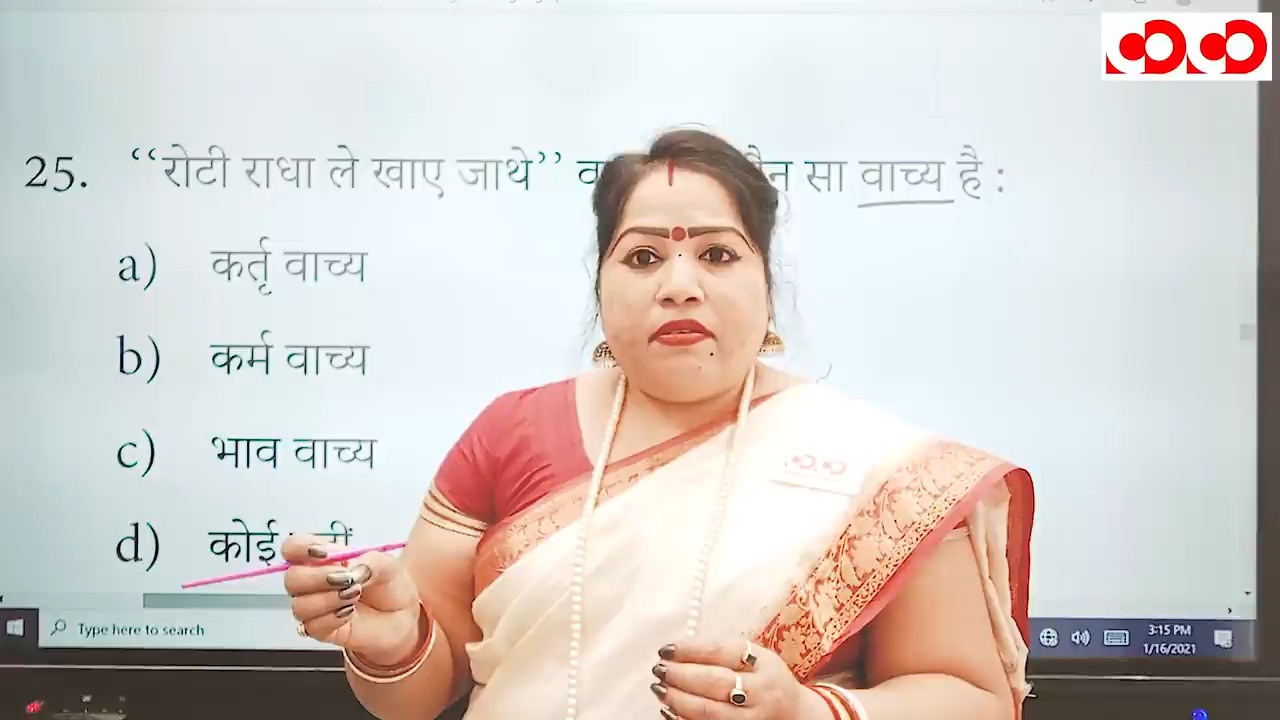 25. “रोटी राधा ले खाए जाथे” सा वाच्य है :
a) कर्तृ वाच्य
b) कर्म वाच्य
c) भाव वाच्य
d) कोई
Type here to search
3:15 PM
1/16/2021